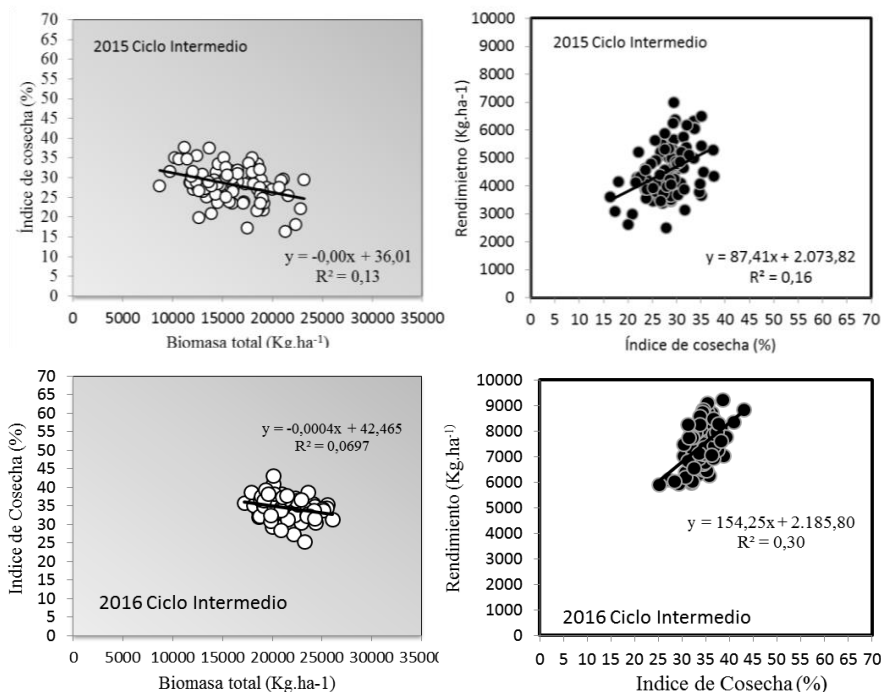 Índice de cosecha (%)
70
65
60
55
50
45
40
35
30
25
20
15
10
5
0
2015 Ciclo Intermedio
y = -0,00x + 36,01
R² = 0,13
0 5000 10000 15000 20000 25000 30000 35000
Biomasa total (Kg.ha⁻¹)
Rendimietno (Kg.ha-1)
10000
9000
8000
7000
6000
5000
4000
3000
2000
1000
0
2015 Ciclo Intermedio
y = 87,41x + 2.073,82
R² = 0,16
0 5 10 15 20 25 30 35 40 45 50 55 60 65 70
Índice de cosecha (%)
Indice de Cosecha (%)
70
65
60
55
50
45
40
35
30
25
20
15
10
5
0
y = -0,0004x + 42,465
R² = 0,0697
2016 Ciclo Intermedio
0 5000 10000 15000 20000 25000 30000 35000
Biomasa total (Kg.ha-1)
Rendimiento (Kg.ha⁻¹)
10000
9000
8000
7000
6000
5000
4000
3000
2000
1000
0
y = 154,25x + 2.185,80
R² = 0,30
2016 Ciclo Intermedio
0 5 10 15 20 25 30 35 40 45 50 55 60 65 70
Indice de Cosecha (%)